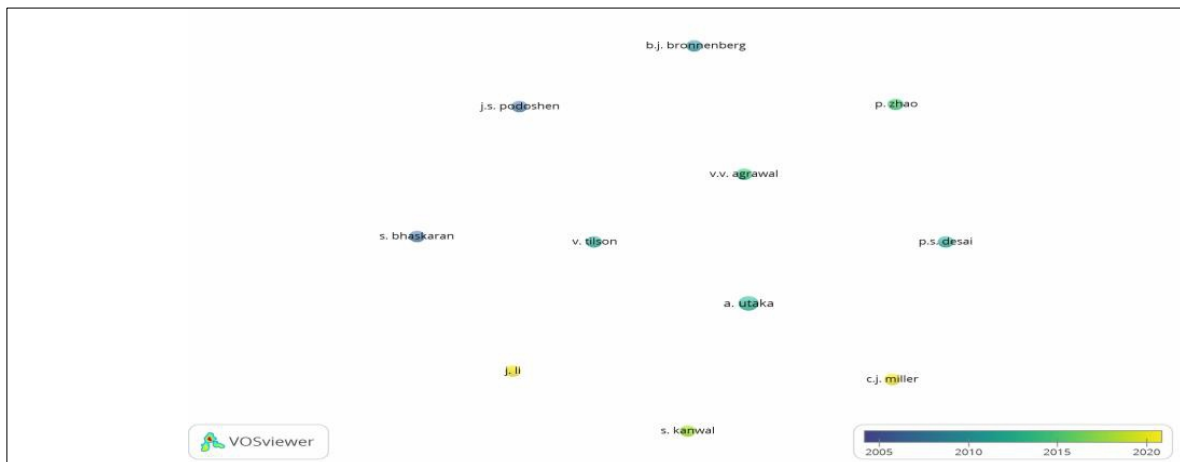 b.j. bronnenberg
j.s. podoshen
p. zhao
v.v. agrawal
s. bhaskaran
v. tilson
p.s. desai
a. utaka
j. li
c.j. miller
s. kanwal
VOSviewer
2005 2010 2015 2020